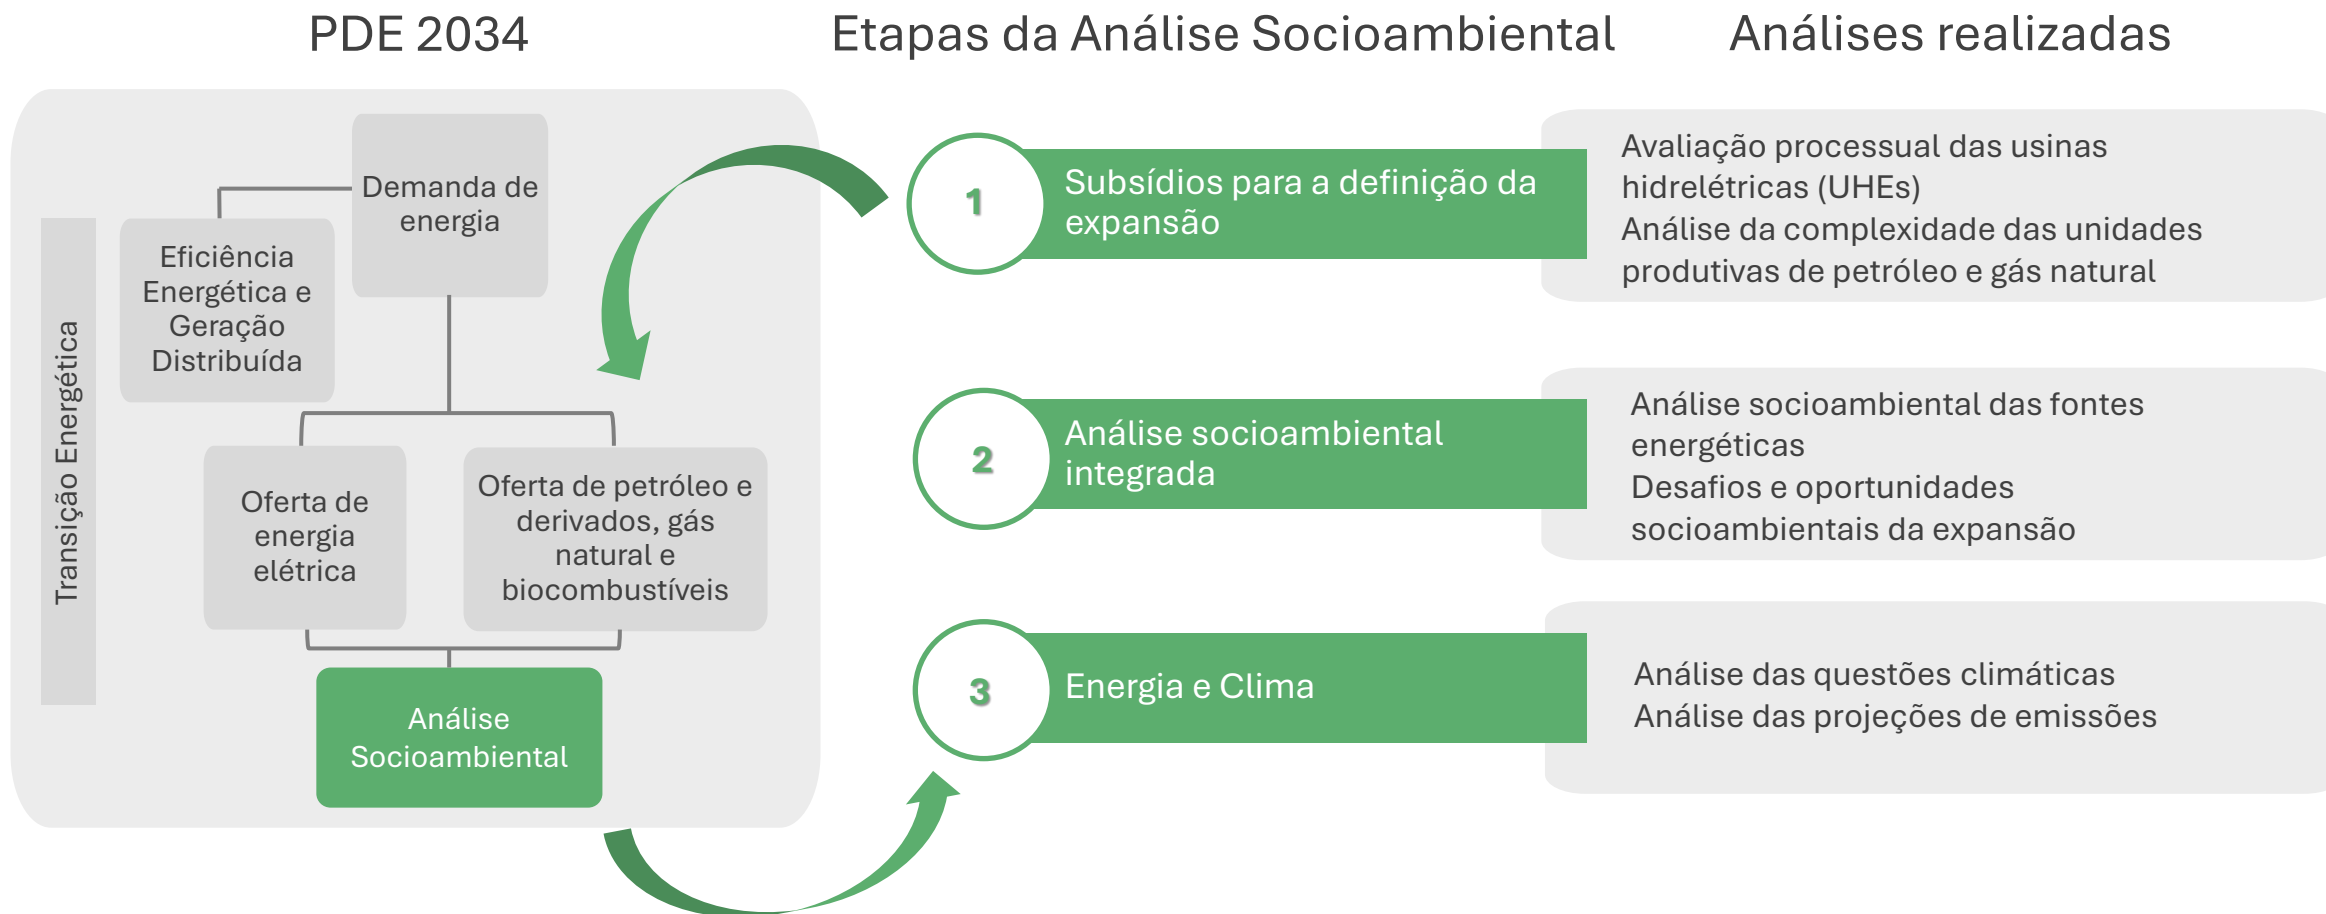 PDE 2034
Etapas da Análise Socioambiental
Análises realizadas
Transição Energética
Demanda de
energia
Eficiência
Energética e
Geração
Distribuída
Oferta de
energia
elétrica
Oferta de petróleo e
derivados, gás
natural e
biocombustíveis
Análise
Socioambiental
1
Subsídios para a definição da
expansão
Avaliação processual das usinas
hidrelétricas (UHEs)
Análise da complexidade das unidades
produtivas de petróleo e gás natural
2
Análise socioambiental
integrada
Análise socioambiental das fontes
energéticas
Desafios e oportunidades
socioambientais da expansão
3
Energia e Clima
Análise das questões climáticas
Análise das projeções de emissões